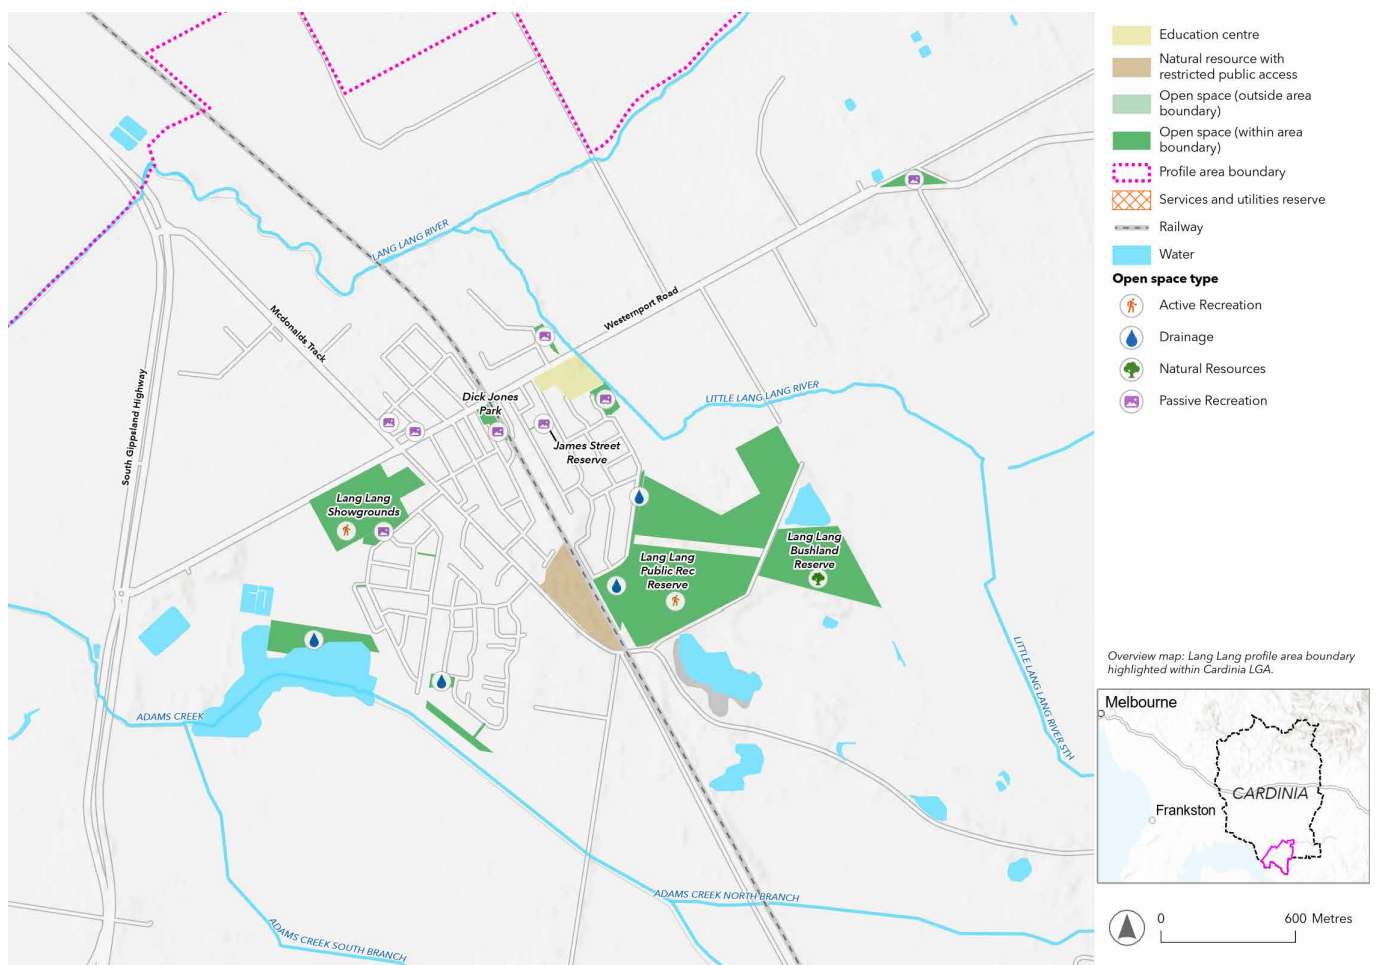 LANG LANG RIVER
Westernport Road
Mcdonalds Track
South Gippsland Highway
Dick Jones
Park
James Street
Reserve
LITTLE LANG LANG RIVER
Lang Lang
Showgrounds
Lang Lang
Public Rec
Reserve
Lang Lang
Bushland
Reserve
ADAMS CREEK
LITTLE LANG LANG RIVER STH
ADAMS CREEK NORTH BRANCH
ADAMS CREEK SOUTH BRANCH
Education centre
Natural resource with
restricted public access
Open space (outside area
boundary)
Open space (within area
boundary)
Profile area boundary
Services and utilities reserve
Railway
Water
Open space type
Active Recreation
Drainage
Natural Resources
Passive Recreation
Overview map: Lang Lang profile area boundary
highlighted within Cardinia LGA.
Melbourne
CARDINIA
Frankston
0 600 Metres